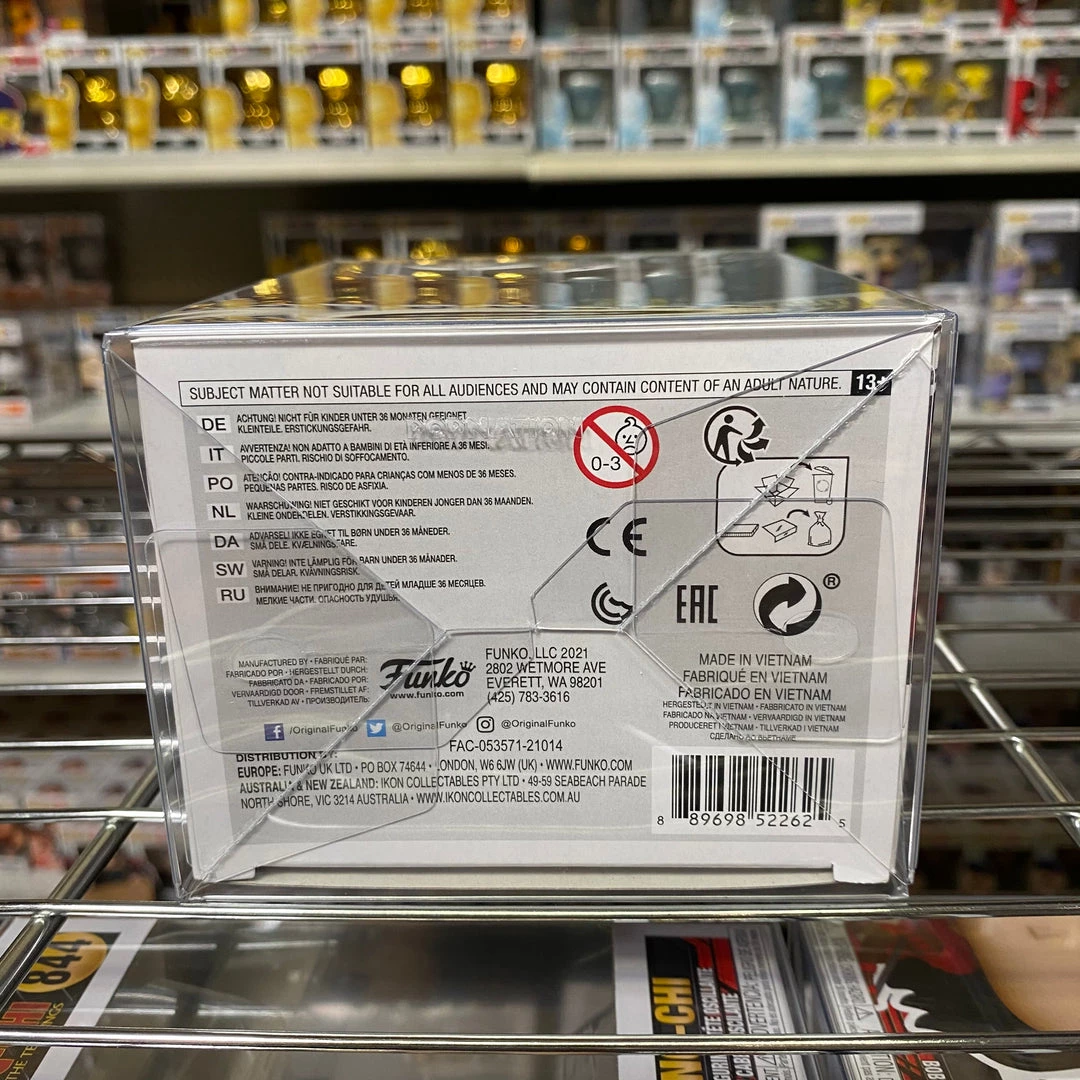 SUBJECT MATTER NOT SUITABLE FOR ALL AUDIENCES AND MAY CONTAIN CONTENT OF AN ADULT NATURE. 13+
DE ACHTUNG! NICHT FÜR KINDER UNTER 36 MONATEN GEEIGNET
KLEINTEILE. ERSTICKUNGSGEFAHR.
IT AVVERTENZA! NON ADATTO A BAMBINI DI ETÀ INFERIORE A 36 MESI.
PICCOLE PARTI. RISCHIO DI SOFFOCAMENTO.
PO ATENÇÃO! CONTRA-INDICADO PARA CRIANÇAS COM MENOS DE 36 MESES.
PEQUENAS PARTES. RISCO DE ASFIXIA.
NL WAARSCHUWING! NIET GESCHIKT VOOR KINDEREN JONGER DAN 36 MAANDEN.
KLEINE ONDERDELEN. VERSTIKKINGSGEVAAR.
DA ADVARSEL! IKKE EGNET TIL BØRN UNDER 36 MÅNEDER.
SMÅ DELE. KVÆLNINGSFARE.
SW VARNING! INTE LÄMPLIG FÖR BARN UNDER 36 MÅNADER.
SMÅ DELAR. KVÄVNINGSRISK.
RU ВНИМАНИЕ! НЕ ПРИГОДНО ДЛЯ ДЕТЕЙ МЛАДШЕ 36 МЕСЯЦЕВ.
МЕЛКИЕ ЧАСТИ. ОПАСНОСТЬ УДУШЬЯ.
0-3
CE
EAC
®
MANUFACTURED BY • FABRIQUÉ PAR:
FABRICADO POR • HERGESTELLT DURCH:
FABBRICATO DA • FABRICADO POR:
VERVAARDIGD DOOR • FREMSTILLET AF:
TILLVERKAD AV • ПРОИЗВОДИТЕЛЬ:
Funko
www.funko.com
FUNKO, LLC 2021
2802 WETMORE AVE
EVERETT, WA 98201
(425) 783-3616
MADE IN VIETNAM
FABRIQUÉ EN VIETNAM
FABRICADO EN VIETNAM
HERGESTELLT IN VIETNAM • FABBRICATO IN VIETNAM
FABRICADO NA VIETNAM • VERVAARDIGD IN VIETNAM
PRODUCERET I VIETNAM • TILLVERKAD I VIETNAM
СДЕЛАНО ВО ВЬЕТНАМЕ
/OriginalFunko @OriginalFunko @OriginalFunko
FAC-053571-21014
DISTRIBUTION BY:
EUROPE: FUNKO UK LTD • PO BOX 74644 • LONDON, W6 6JW (UK) • WWW.FUNKO.COM
AUSTRALIA & NEW ZEALAND: IKON COLLECTABLES PTY LTD • 49-59 SEABEACH PARADE
NORTH SHORE, VIC 3214 AUSTRALIA • WWW.IKONCOLLECTABLES.COM.AU
8 89698 52262 5
844
-CHI
BOB